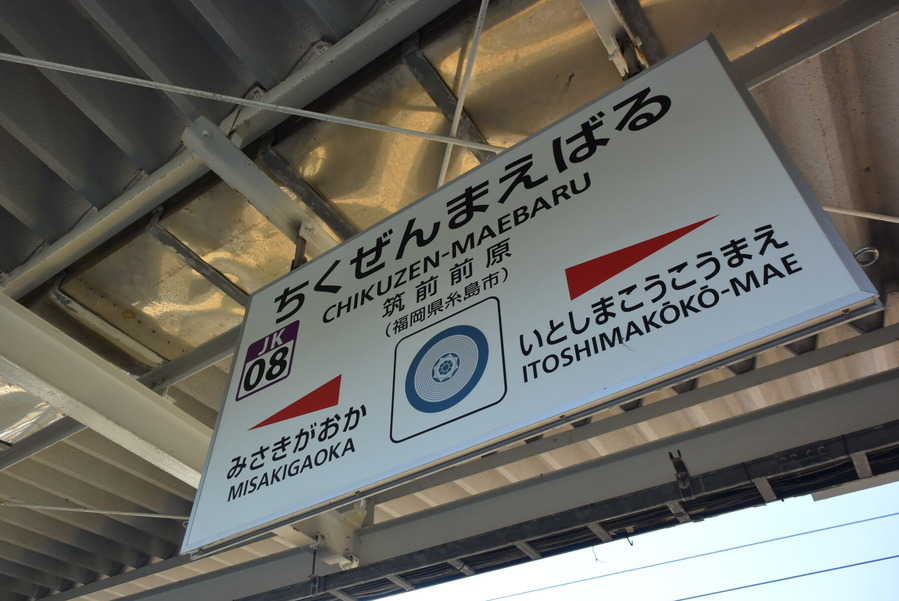 ちくぜんまえばる
CHIKUZEN-MAEBARU
筑前前原
(福岡県糸島市)
JK
08
みさきがおか
MISAKIGAOKA
いとしまこうこうまえ
ITOSHIMAKŌKŌ-MAE